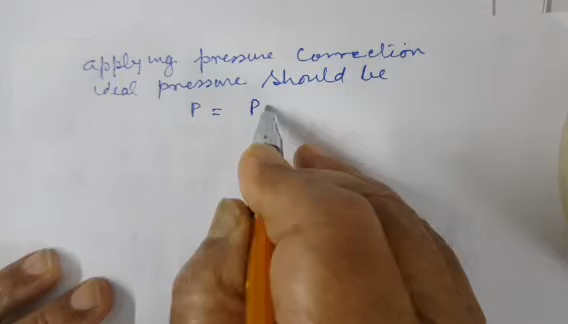 applying pressure correction
ideal pressure should be
P = P